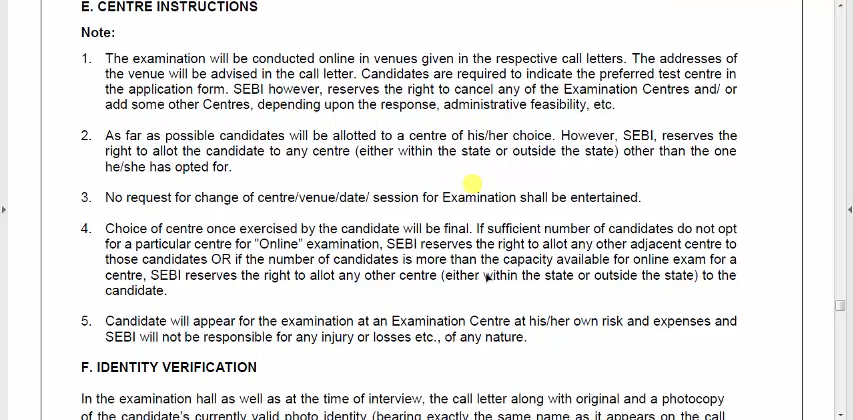 E. CENTRE INSTRUCTIONS
Note:
1. The examination will be conducted online in venues given in the respective call letters. The addresses of
the venue will be advised in the call letter. Candidates are required to indicate the preferred test centre in
the application form. SEBI however, reserves the right to cancel any of the Examination Centres and/ or
add some other Centres, depending upon the response, administrative feasibility, etc.
2. As far as possible candidates will be allotted to a centre of his/her choice. However, SEBI, reserves the
right to allot the candidate to any centre (either within the state or outside the state) other than the one
he/she has opted for.
3. No request for change of centre/venue/date/ session for Examination shall be entertained.
4. Choice of centre once exercised by the candidate will be final. If sufficient number of candidates do not opt
for a particular centre for "Online" examination, SEBI reserves the right to allot any other adjacent centre to
those candidates OR if the number of candidates is more than the capacity available for online exam for a
centre, SEBI reserves the right to allot any other centre (either within the state or outside the state) to the
candidate.
5. Candidate will appear for the examination at an Examination Centre at his/her own risk and expenses and
SEBI will not be responsible for any injury or losses etc., of any nature.
F. IDENTITY VERIFICATION
In the examination hall as well as at the time of interview, the call letter along with original and a photocopy
of the candidate's currently valid photo identity (bearing exactly the same name as it appears on the call